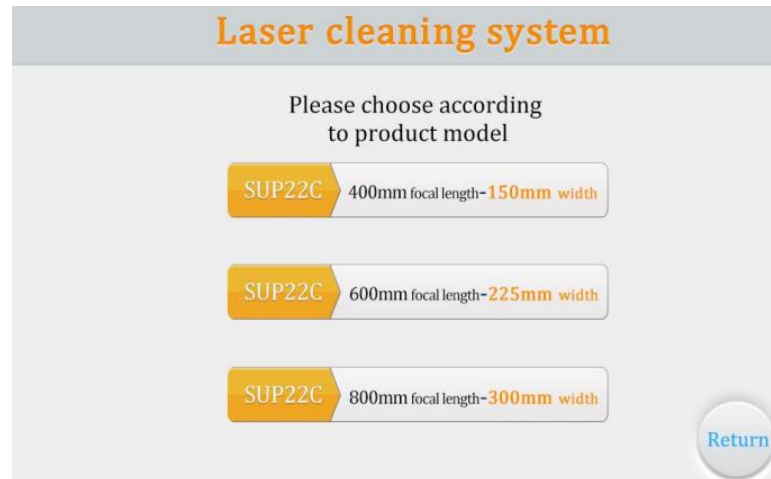 Laser cleaning system
Please choose according
to product model
SUP22C 400mm focal length-150mm width
SUP22C 600mm focal length-225mm width
SUP22C 800mm focal length-300mm width
Return